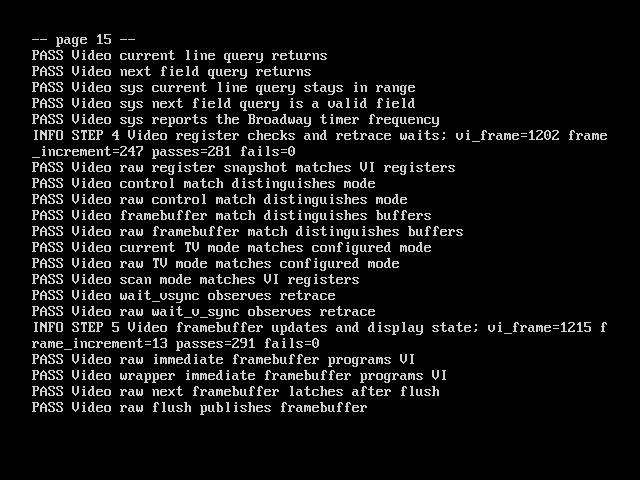 -- page 15 --
PASS Video current line query returns
PASS Video next field query returns
PASS Video sys current line query stays in range
PASS Video sys next field query is a valid field
PASS Video sys reports the Broadway timer frequency
INFO STEP 4 Video register checks and retrace waits; vi_frame=1202 frame
_increment=247 passes=281 fails=0
PASS Video raw register snapshot matches VI registers
PASS Video control match distinguishes mode
PASS Video raw control match distinguishes mode
PASS Video framebuffer match distinguishes buffers
PASS Video raw framebuffer match distinguishes buffers
PASS Video current TV mode matches configured mode
PASS Video raw TV mode matches configured mode
PASS Video scan mode matches VI registers
PASS Video wait_vsync observes retrace
PASS Video raw wait_v_sync observes retrace
INFO STEP 5 Video framebuffer updates and display state; vi_frame=1215 f
rame_increment=13 passes=291 fails=0
PASS Video raw immediate framebuffer programs VI
PASS Video wrapper immediate framebuffer programs VI
PASS Video raw next framebuffer latches after flush
PASS Video raw flush publishes framebuffer